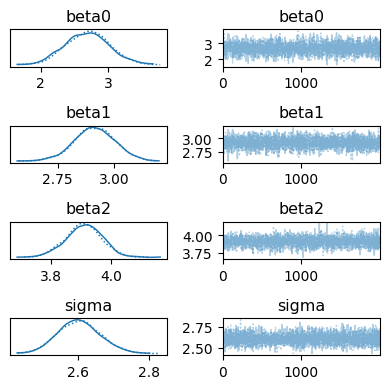 beta0 beta0
3
2
2 3 0 1000
beta1 beta1
3.00
2.75
2.75 3.00 0 1000
beta2 beta2
4.00
3.75
3.8 4.0 0 1000
sigma sigma
2.75
2.50
2.6 2.8 0 1000